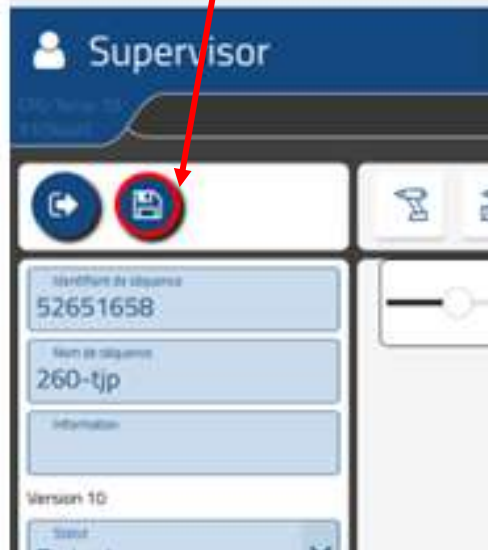 Supervisor
Identifiant de séquence
52651658
Nom de séquence
260-tjp
Information
Version 10
Statut